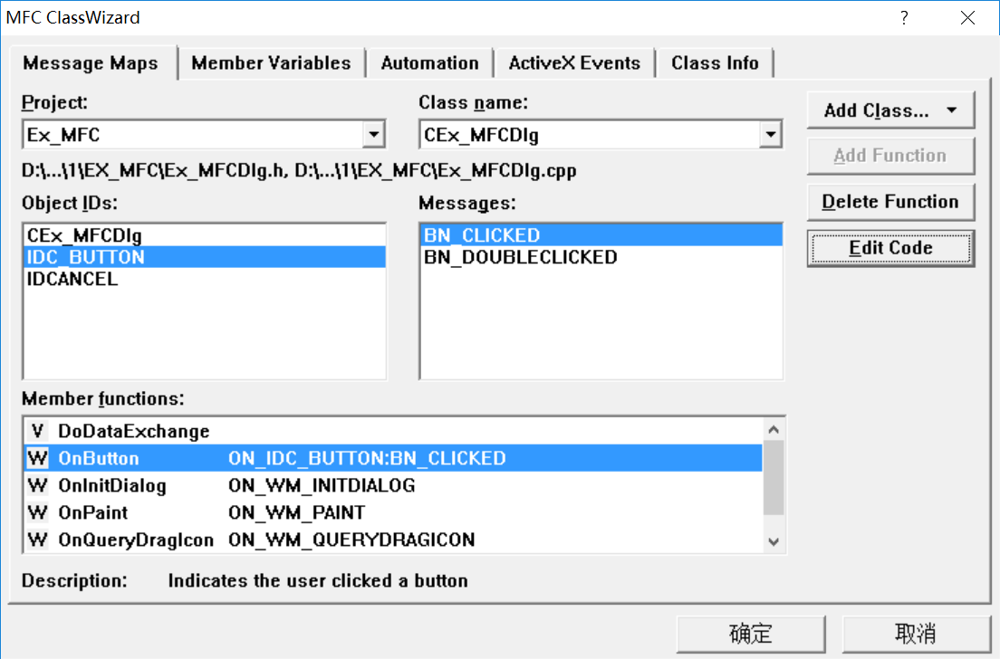 MFC ClassWizard
?
Message Maps Member Variables Automation ActiveX Events Class Info
Project: Class name:
Ex_MFC CEx_MFCDlg
Add Class...
D:\...\1\EX_MFC\Ex_MFCDlg.h, D:\...\1\EX_MFC\Ex_MFCDlg.cpp
Add Function
Object IDs: Messages:
Delete Function
CEx_MFCDlg BN_CLICKED
IDC_BUTTON BN_DOUBLECLICKED
IDCANCEL
Edit Code
Member functions:
V DoDataExchange
W OnButton ON_IDC_BUTTON:BN_CLICKED
W OnInitDialog ON_WM_INITDIALOG
W OnPaint ON_WM_PAINT
W OnQueryDragIcon ON_WM_QUERYDRAGICON
Description: Indicates the user clicked a button
确定 取消